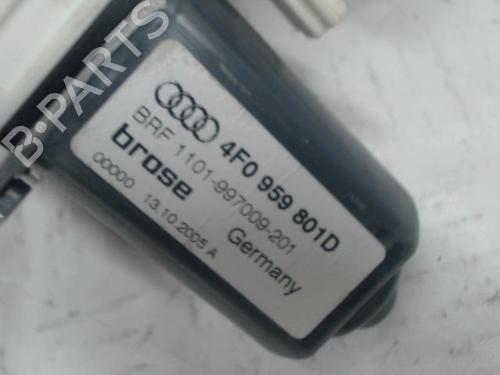 4F0 959 801D
BRF 1101-997009-201
brose Germany
00000 13.10.2005 A
B-PARTS